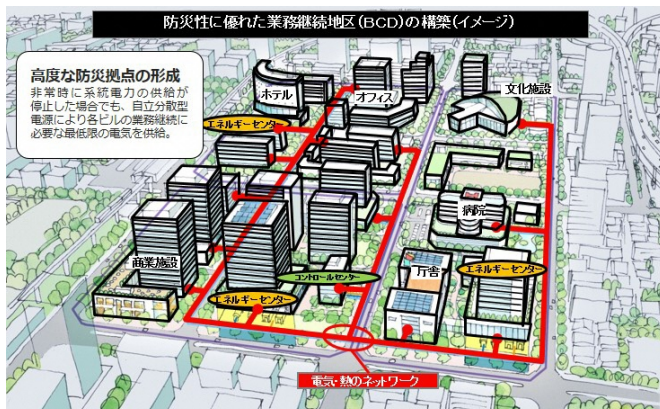 防災性に優れた業務継続地区(BCD)の構築(イメージ)
高度な防災拠点の形成
非常時に系統電力の供給が
停止した場合でも、自立分散型
電源により各ビルの業務継続に
必要な最低限の電気を供給。
ホテル
オフィス
文化施設
エネルギーセンター
病院
商業施設
コントロールセンター
庁舎
エネルギーセンター
エネルギーセンター
電気・熱のネットワーク